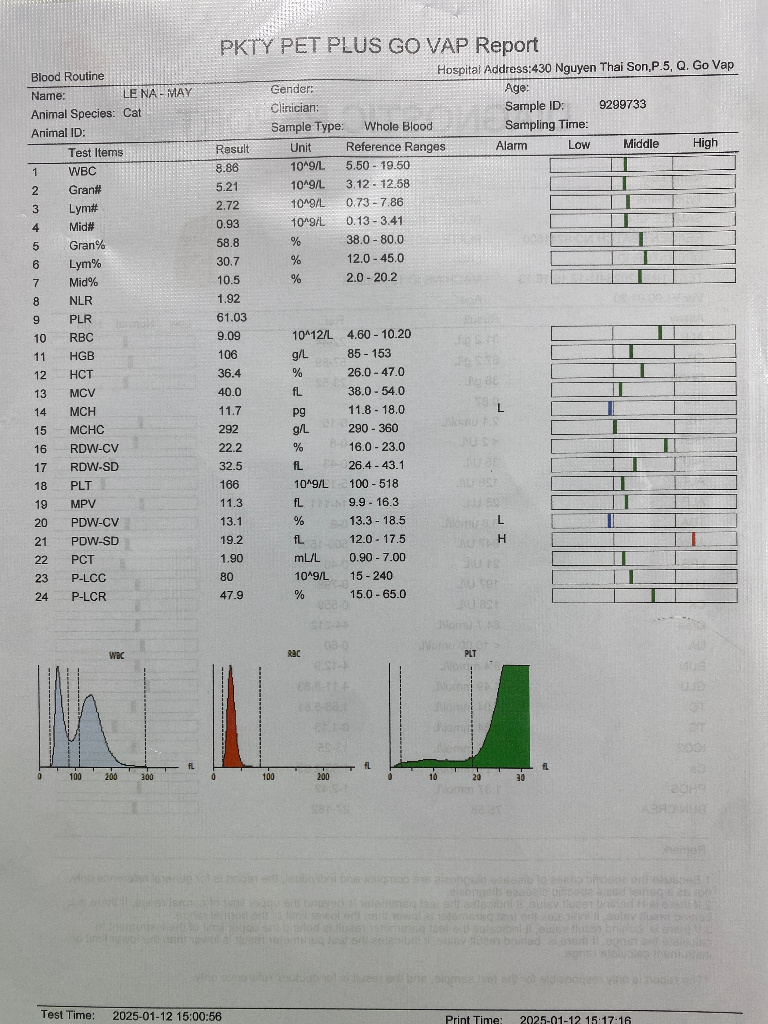 PKTY PET PLUS GO VAP Report
Blood Routine Hospital Address:430 Nguyen Thai Son,P.5, Q. Go Vap
Name: LE NA - MAY Gender: Age:
Animal Species: Cat Clinician: Sample ID: 9299733
Animal ID: Sample Type: Whole Blood Sampling Time:
Test Items Result Unit Reference Ranges Alarm Low Middle High
1 WBC 8.86 10^9/L 5.50 - 19.50
2 Gran# 5.21 10^9/L 3.12 - 12.58
3 Lym# 2.72 10^9/L 0.73 - 7.86
4 Mid# 0.93 10^9/L 0.13 - 3.41
5 Gran% 58.8 % 38.0 - 80.0
6 Lym% 30.7 % 12.0 - 45.0
7 Mid% 10.5 % 2.0 - 20.2
8 NLR 1.92
9 PLR 61.03
10 RBC 9.09 10^12/L 4.60 - 10.20
11 HGB 106 g/L 85 - 153
12 HCT 36.4 % 26.0 - 47.0
13 MCV 40.0 fL 38.0 - 54.0
14 MCH 11.7 pg 11.8 - 18.0 L
15 MCHC 292 g/L 290 - 360
16 RDW-CV 22.2 % 16.0 - 23.0
17 RDW-SD 32.5 fL 26.4 - 43.1
18 PLT 166 10^9/L 100 - 518
19 MPV 11.3 fL 9.9 - 16.3
20 PDW-CV 13.1 % 13.3 - 18.5 L
21 PDW-SD 19.2 fL 12.0 - 17.5 H
22 PCT 1.90 mL/L 0.90 - 7.00
23 P-LCC 80 10^9/L 15 - 240
24 P-LCR 47.9 % 15.0 - 65.0
WBC RBC PLT
0 100 200 300 fL 0 100 200 fL 0 10 20 30 fL
Test Time: 2025-01-12 15:00:56 Print Time: 2025-01-12 15:17:16